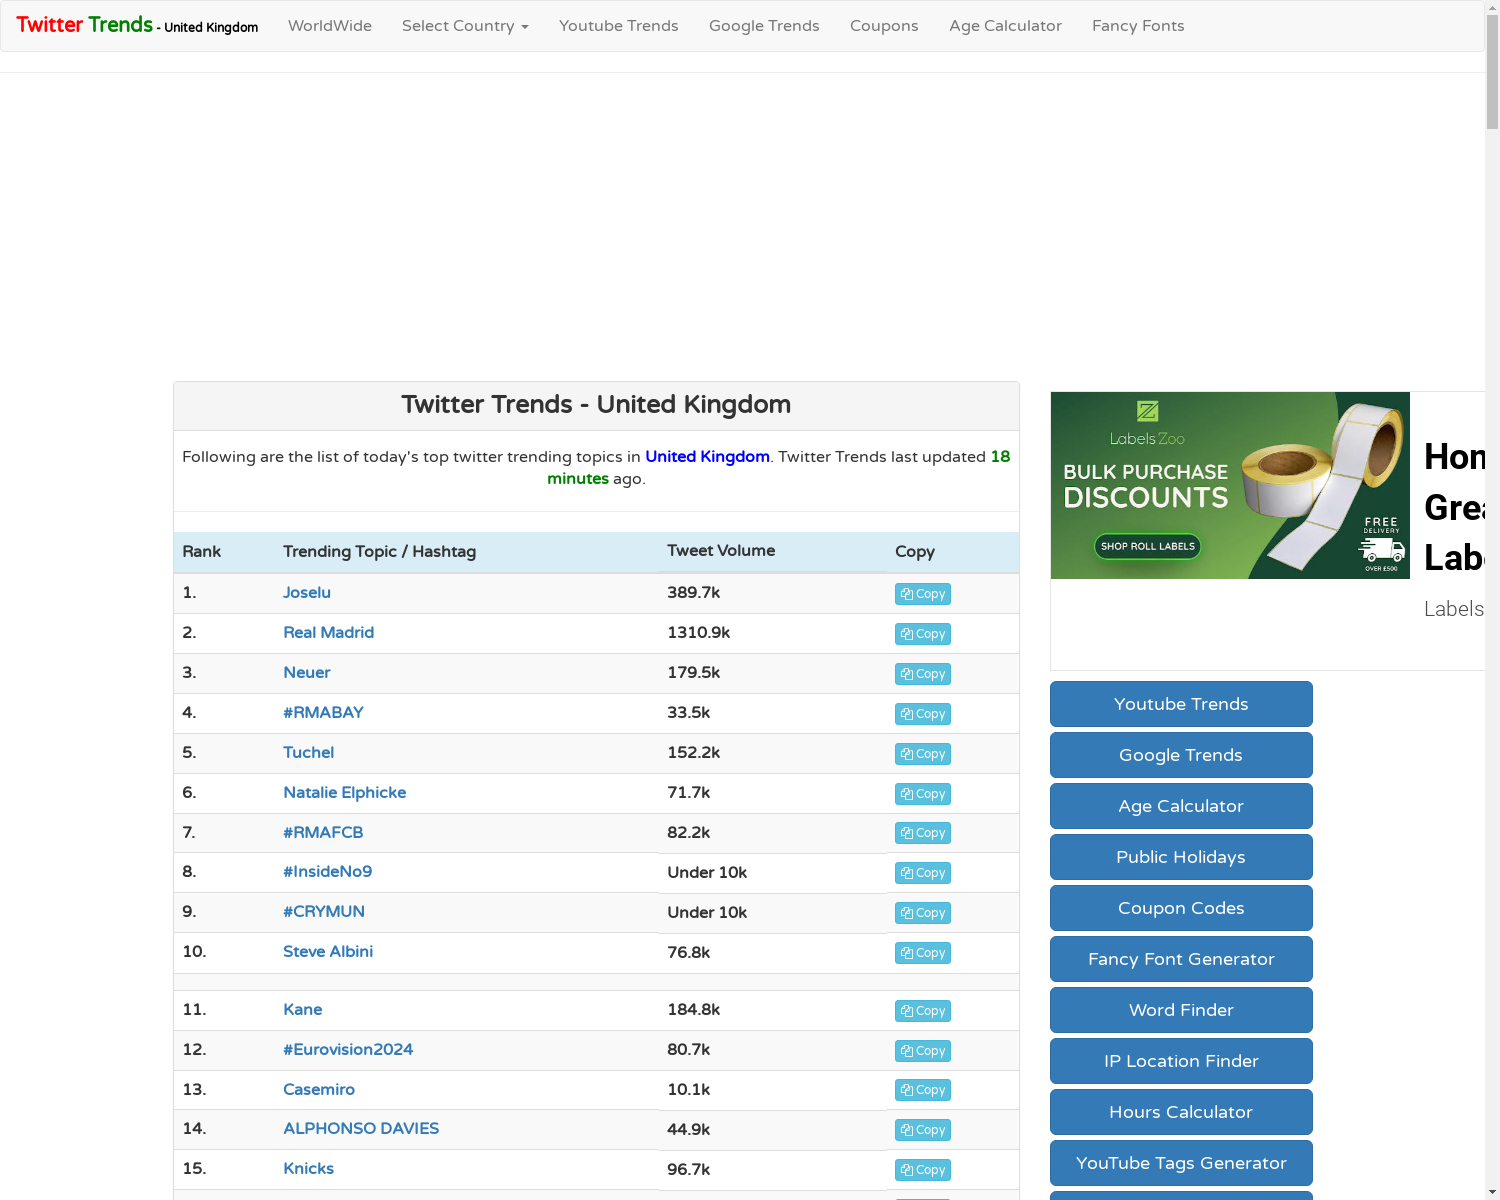 Twitter Trends - United Kingdom WorldWide Select Country Youtube Trends Google Trends Coupons Age Calculator Fancy Fonts
Twitter Trends - United Kingdom
Following are the list of today's top twitter trending topics in United Kingdom. Twitter Trends last updated 18
minutes ago.
Rank Trending Topic / Hashtag Tweet Volume Copy
1. Joselu 389.7k Copy
2. Real Madrid 1310.9k Copy
3. Neuer 179.5k Copy
4. #RMABAY 33.5k Copy
5. Tuchel 152.2k Copy
6. Natalie Elphicke 71.7k Copy
7. #RMAFCB 82.2k Copy
8. #InsideNo9 Under 10k Copy
9. #CRYMUN Under 10k Copy
10. Steve Albini 76.8k Copy
11. Kane 184.8k Copy
12. #Eurovision2024 80.7k Copy
13. Casemiro 10.1k Copy
14. ALPHONSO DAVIES 44.9k Copy
15. Knicks 96.7k Copy
Labels Zoo
BULK PURCHASE
DISCOUNTS
SHOP ROLL LABELS
FREE
DELIVERY
OVER £500
Labels
Youtube Trends
Google Trends
Age Calculator
Public Holidays
Coupon Codes
Fancy Font Generator
Word Finder
IP Location Finder
Hours Calculator
YouTube Tags Generator